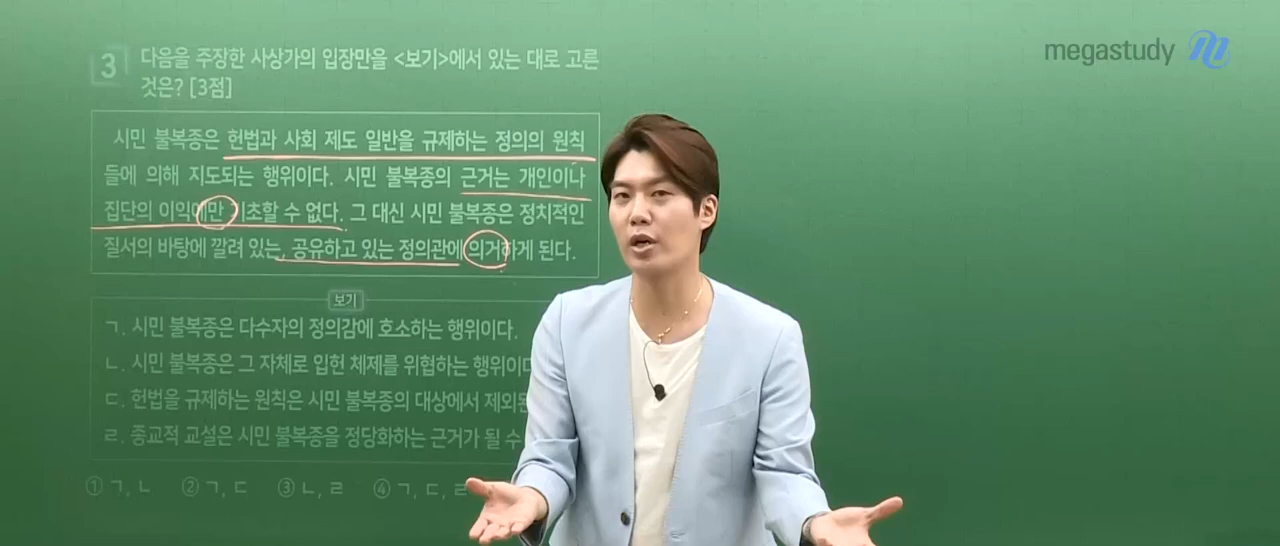 megastudy
3 다음을 주장한 사상가의 입장만을 <보기>에서 있는 대로 고른
것은? [3점]
시민 불복종은 헌법과 사회 제도 일반을 규제하는 정의의 원칙
들에 의해 지도되는 행위이다. 시민 불복종의 근거는 개인이나
집단의 이익에만 기초할 수 없다. 그 대신 시민 불복종은 정치적인
질서의 바탕에 깔려 있는, 공유하고 있는 정의관에 의거하게 된다.
보기
ㄱ. 시민 불복종은 다수자의 정의감에 호소하는 행위이다.
ㄴ. 시민 불복종은 그 자체로 입헌 체제를 위협하는 행위이다
ㄷ. 헌법을 규제하는 원칙은 시민 불복종의 대상에서
ㄹ. 종교적 교설은 시민 불복종을 정당화하는 근거가 될 수
① ㄱ, ㄴ ② ㄱ, ㄷ ③ ㄴ, ㄹ ④ ㄱ, ㄷ, ㄹ